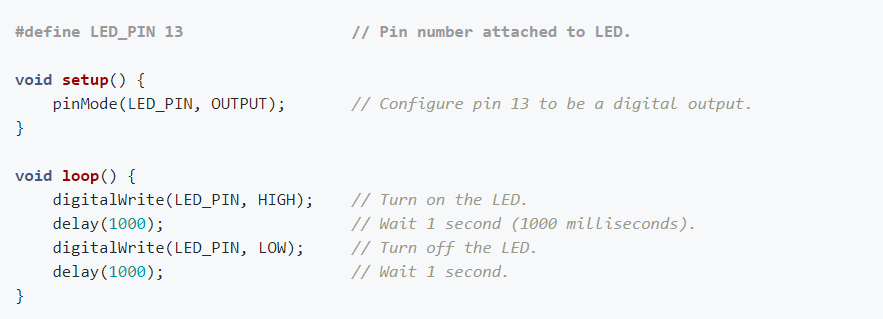 #define LED_PIN 13                  // Pin number attached to LED.

void setup() {
    pinMode(LED_PIN, OUTPUT);       // Configure pin 13 to be a digital output.
}

void loop() {
    digitalWrite(LED_PIN, HIGH);    // Turn on the LED.
    delay(1000);                    // Wait 1 second (1000 milliseconds).
    digitalWrite(LED_PIN, LOW);     // Turn off the LED.
    delay(1000);                    // Wait 1 second.
}